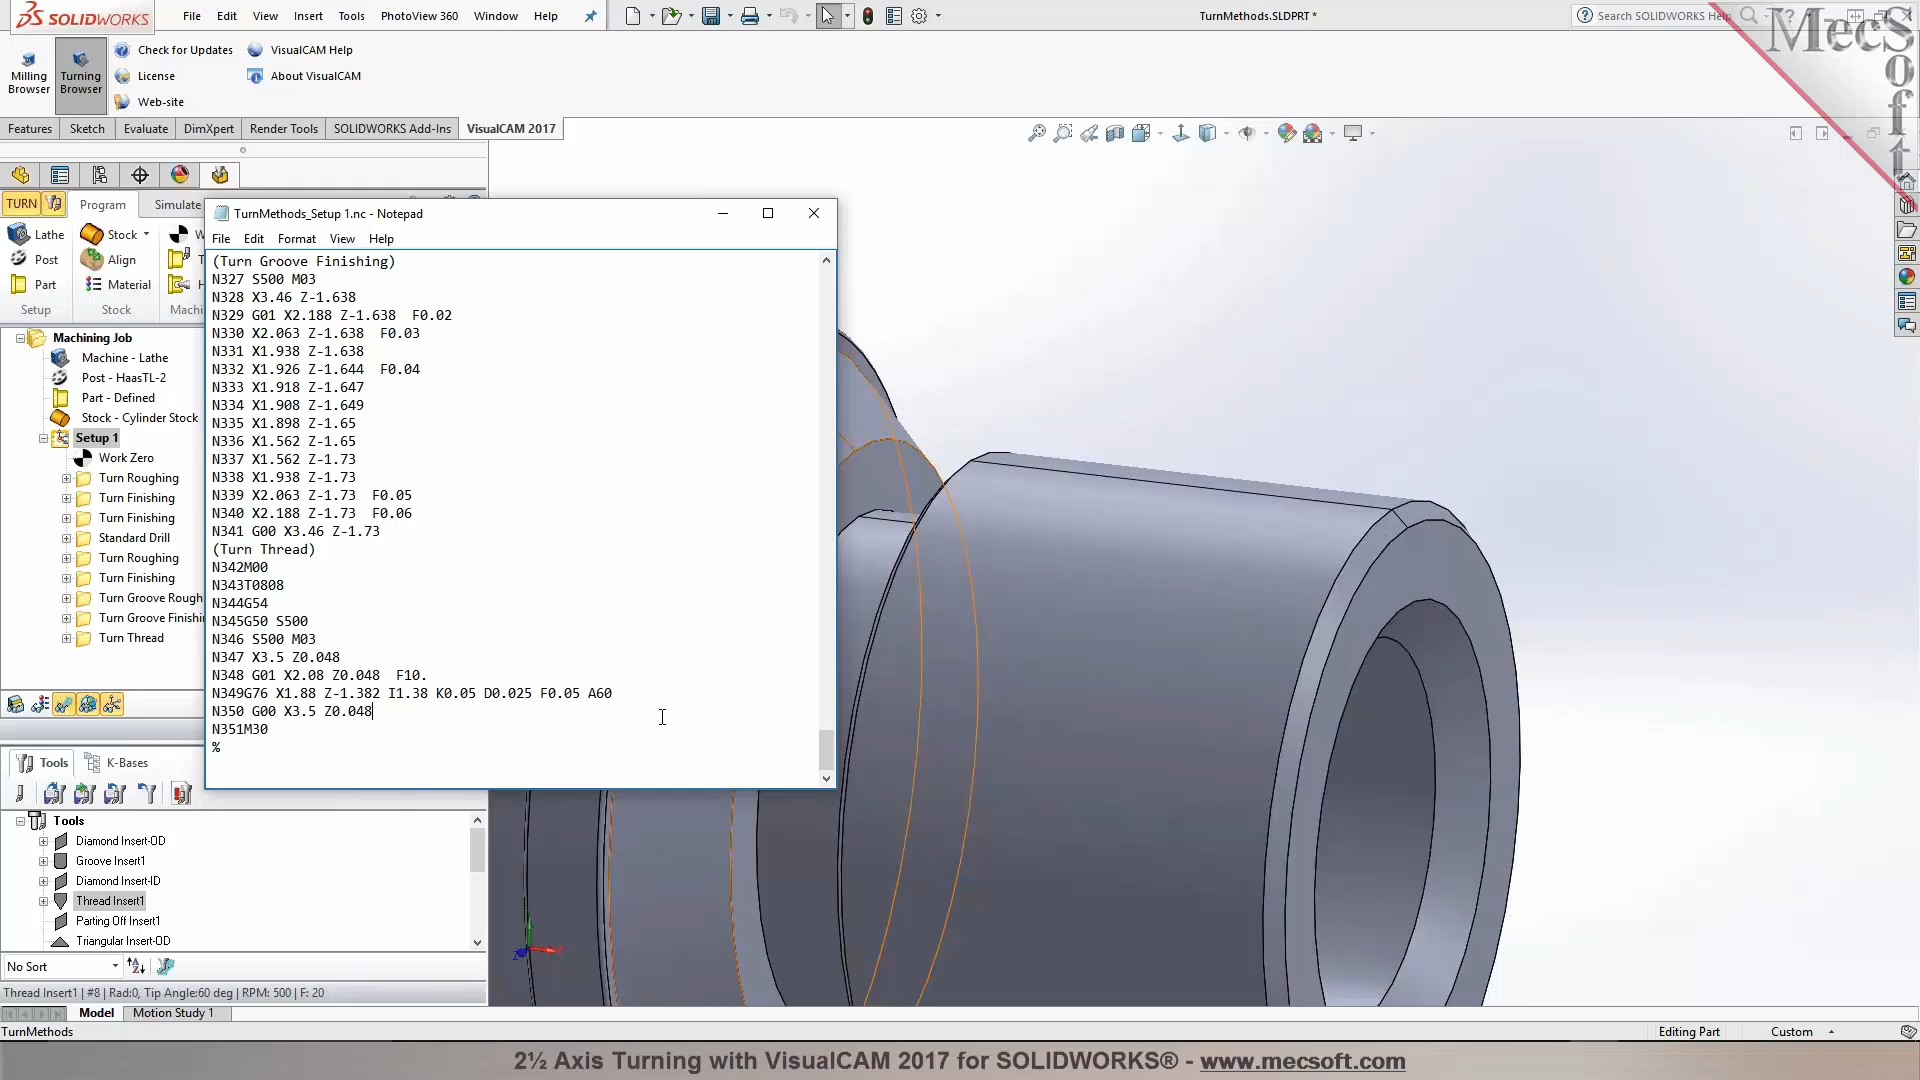 SOLIDWORKS
File Edit View Insert Tools PhotoView 360 Window Help
TurnMethods.SLDPRT *
Search SOLIDWORKS Help
MecSoft
Milling Browser
Turning Browser
Check for Updates
VisualCAM Help
License
About VisualCAM
Web-site
Features Sketch Evaluate DimXpert Render Tools SOLIDWORKS Add-Ins VisualCAM 2017
TURN Program Simulate
Lathe Stock
Post Align
Part Material
Setup Stock Machi
Machining Job
Machine - Lathe
Post - HaasTL-2
Part - Defined
Stock - Cylinder Stock
Setup 1
Work Zero
Turn Roughing
Turn Finishing
Turn Finishing
Standard Drill
Turn Roughing
Turn Finishing
Turn Groove Rough
Turn Groove Finishi
Turn Thread
TurnMethods_Setup 1.nc - Notepad
File Edit Format View Help
(Turn Groove Finishing)
N327 S500 M03
N328 X3.46 Z-1.638
N329 G01 X2.188 Z-1.638  F0.02
N330 X2.063 Z-1.638  F0.03
N331 X1.938 Z-1.638
N332 X1.926 Z-1.644  F0.04
N333 X1.918 Z-1.647
N334 X1.908 Z-1.649
N335 X1.898 Z-1.65
N336 X1.562 Z-1.65
N337 X1.562 Z-1.73
N338 X1.938 Z-1.73
N339 X2.063 Z-1.73  F0.05
N340 X2.188 Z-1.73  F0.06
N341 G00 X3.46 Z-1.73
(Turn Thread)
N342M00
N343T0808
N344G54
N345G50 S500
N346 S500 M03
N347 X3.5 Z0.048
N348 G01 X2.08 Z0.048  F10.
N349G76 X1.88 Z-1.382 I1.38 K0.05 D0.025 F0.05 A60
N350 G00 X3.5 Z0.048
N351M30
%
Tools K-Bases
Tools
Diamond Insert-OD
Groove Insert1
Diamond Insert-ID
Thread Insert1
Parting Off Insert1
Triangular Insert-OD
No Sort
Thread Insert1 | #8 | Rad:0, Tip Angle:60 deg | RPM: 500 | F: 20
Model Motion Study 1
TurnMethods
Editing Part Custom
2½ Axis Turning with VisualCAM 2017 for SOLIDWORKS® - www.mecsoft.com